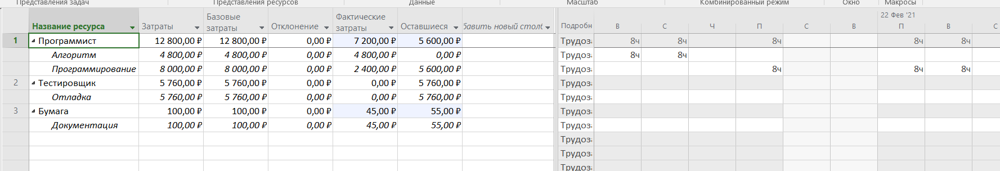 Представления задач Представления ресурсов Данные Масштаб Комбинированный режим Окно Макросы
22 Фев '21
Название ресурса Затраты Базовые затраты Отклонение Фактические затраты Оставшиеся бавить новый столб Подробн В С Ч П С В П В С
1 Программист 12 800,00 ₽ 12 800,00 ₽ 0,00 ₽ 7 200,00 ₽ 5 600,00 ₽ Трудоз 8ч 8ч 8ч 8ч 8ч
Алгоритм 4 800,00 ₽ 4 800,00 ₽ 0,00 ₽ 4 800,00 ₽ 0,00 ₽ Трудоз 8ч 8ч
Программирование 8 000,00 ₽ 8 000,00 ₽ 0,00 ₽ 2 400,00 ₽ 5 600,00 ₽ Трудоз 8ч 8ч 8ч
2 Тестировщик 5 760,00 ₽ 5 760,00 ₽ 0,00 ₽ 0,00 ₽ 5 760,00 ₽ Трудоз
Отладка 5 760,00 ₽ 5 760,00 ₽ 0,00 ₽ 0,00 ₽ 5 760,00 ₽ Трудоз
3 Бумага 100,00 ₽ 100,00 ₽ 0,00 ₽ 45,00 ₽ 55,00 ₽ Трудоз
Документация 100,00 ₽ 100,00 ₽ 0,00 ₽ 45,00 ₽ 55,00 ₽ Трудоз
Трудоз
Трудоз
Трудоз